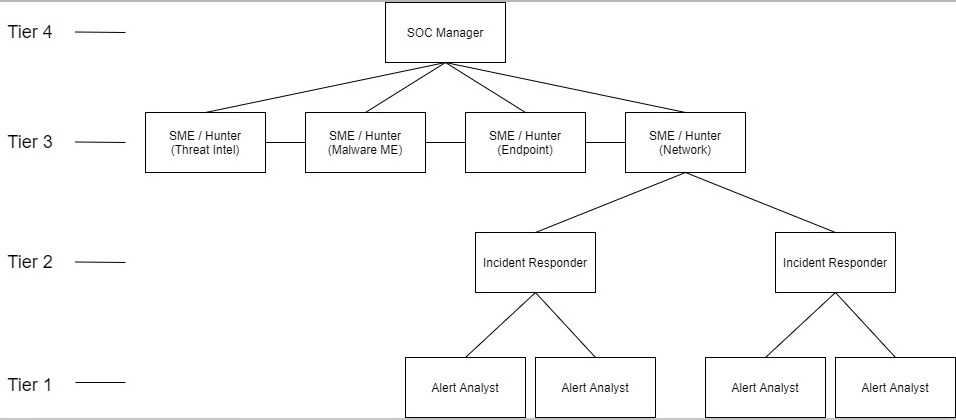 Tier 4
SOC Manager
Tier 3
SME / Hunter
(Threat Intel)
SME / Hunter
(Malware ME)
SME / Hunter
(Endpoint)
SME / Hunter
(Network)
Tier 2
Incident Responder
Incident Responder
Tier 1
Alert Analyst
Alert Analyst
Alert Analyst
Alert Analyst